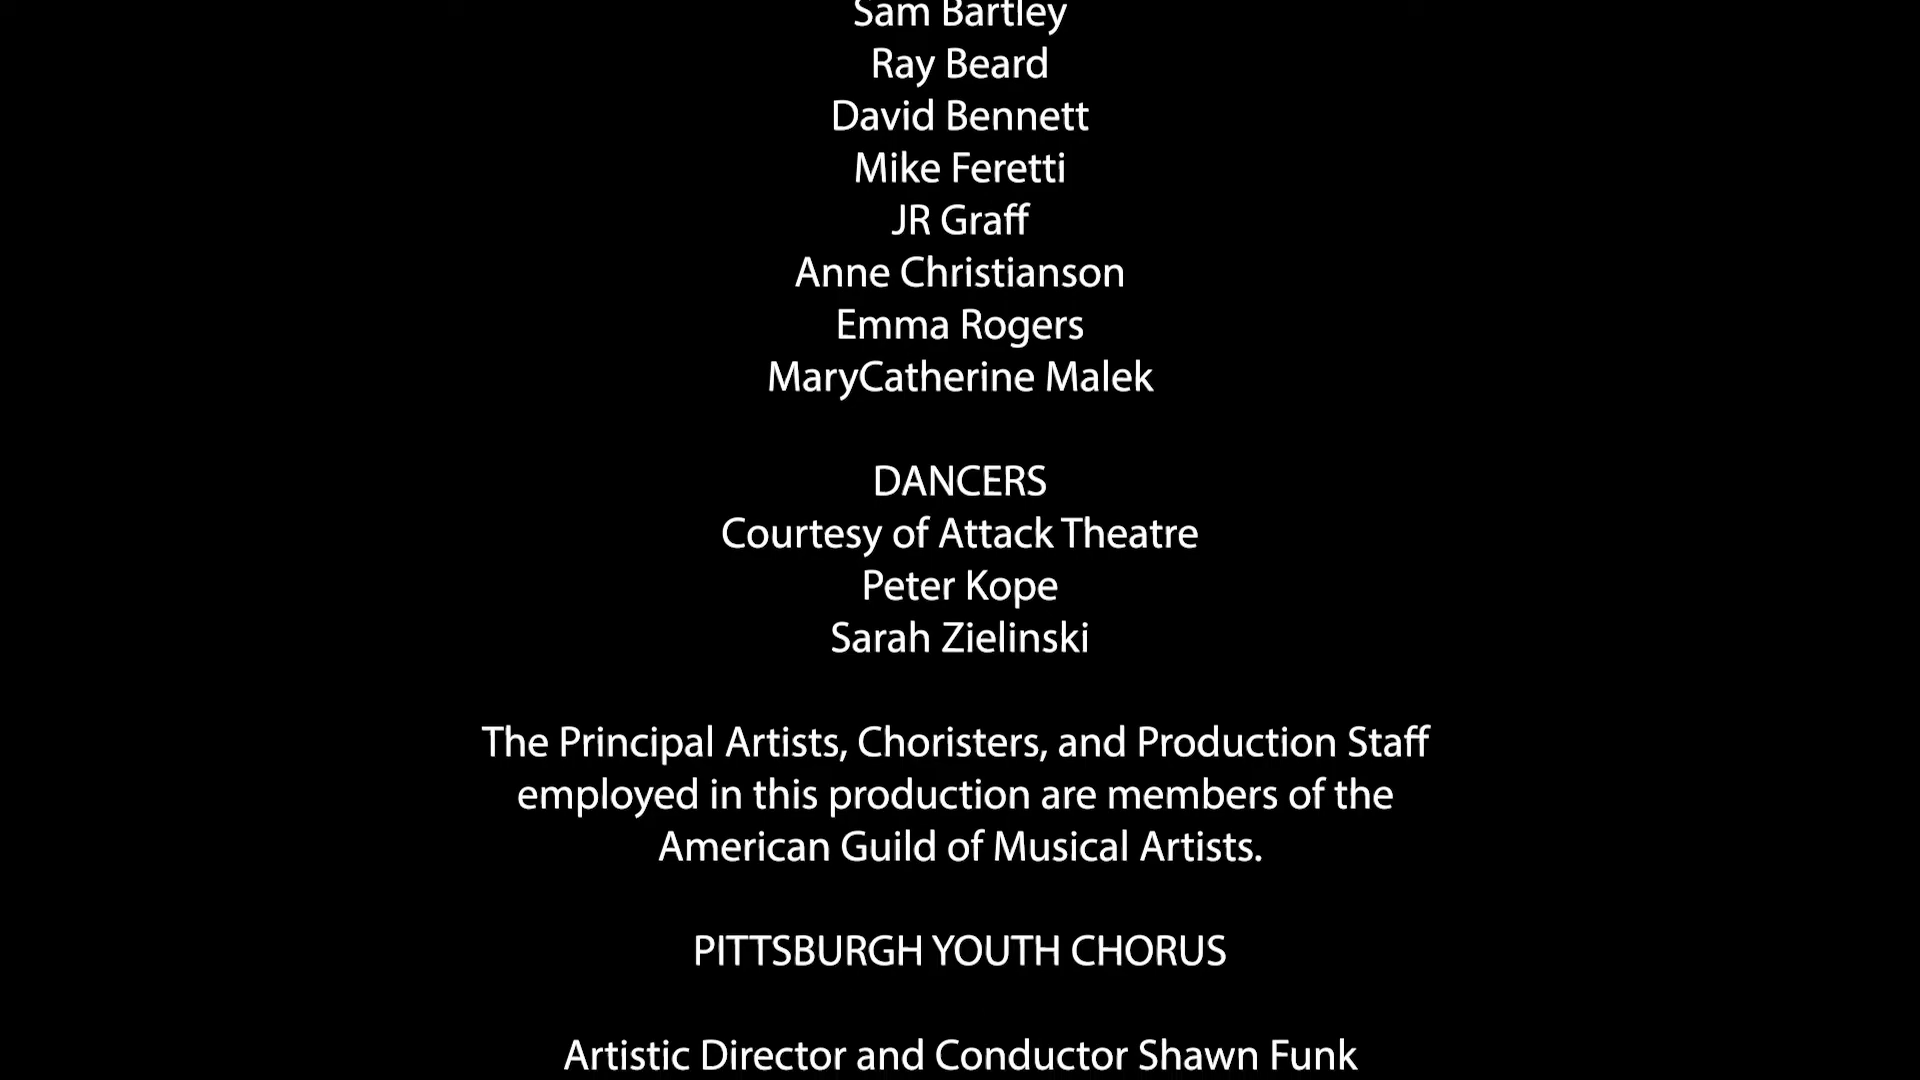 Sam Bartley
Ray Beard
David Bennett
Mike Feretti
JR Graff
Anne Christianson
Emma Rogers
MaryCatherine Malek
DANCERS
Courtesy of Attack Theatre
Peter Kope
Sarah Zielinski
The Principal Artists, Choristers, and Production Staff
employed in this production are members of the
American Guild of Musical Artists.
PITTSBURGH YOUTH CHORUS
Artistic Director and Conductor Shawn Funk